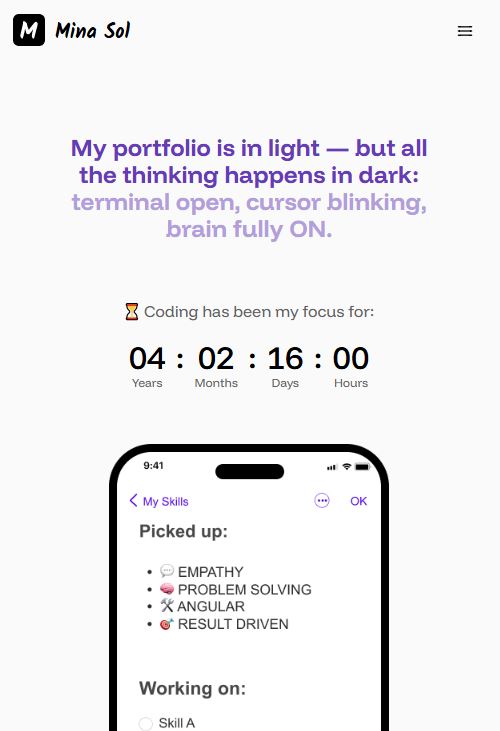 M Mina Sol
My portfolio is in light — but all
the thinking happens in dark:
terminal open, cursor blinking,
brain fully ON.
⏳ Coding has been my focus for:
04 : 02 : 16 : 00
Years Months Days Hours
9:41
My Skills OK
Picked up:
• 💬 EMPATHY
• 🧠 PROBLEM SOLVING
• 🛠 ANGULAR
• 🎯 RESULT DRIVEN
Working on:
Skill A